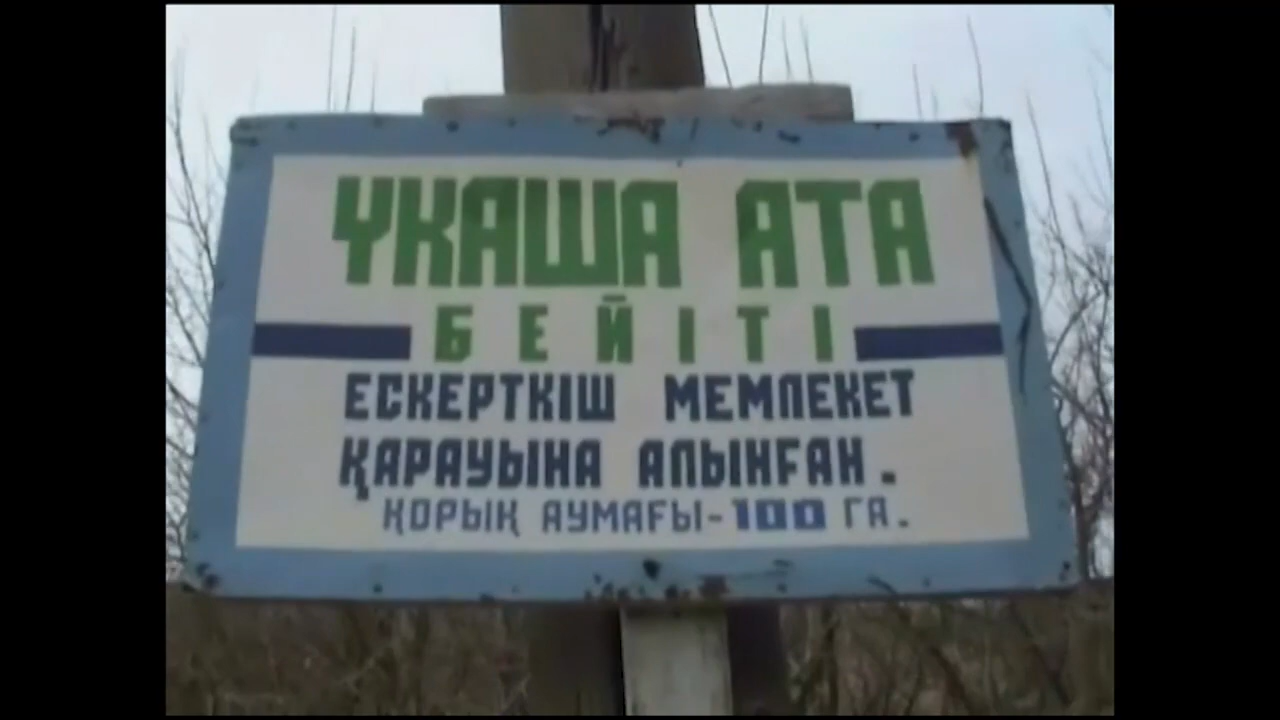 ҮКАША АТА
БЕЙІТІ
ЕСКЕРТКІШ МЕМЛЕКЕТ
ҚАРАУЫНА АЛЫНҒАН.
ҚОРЫҚ АУМАҒЫ-100 ГА.